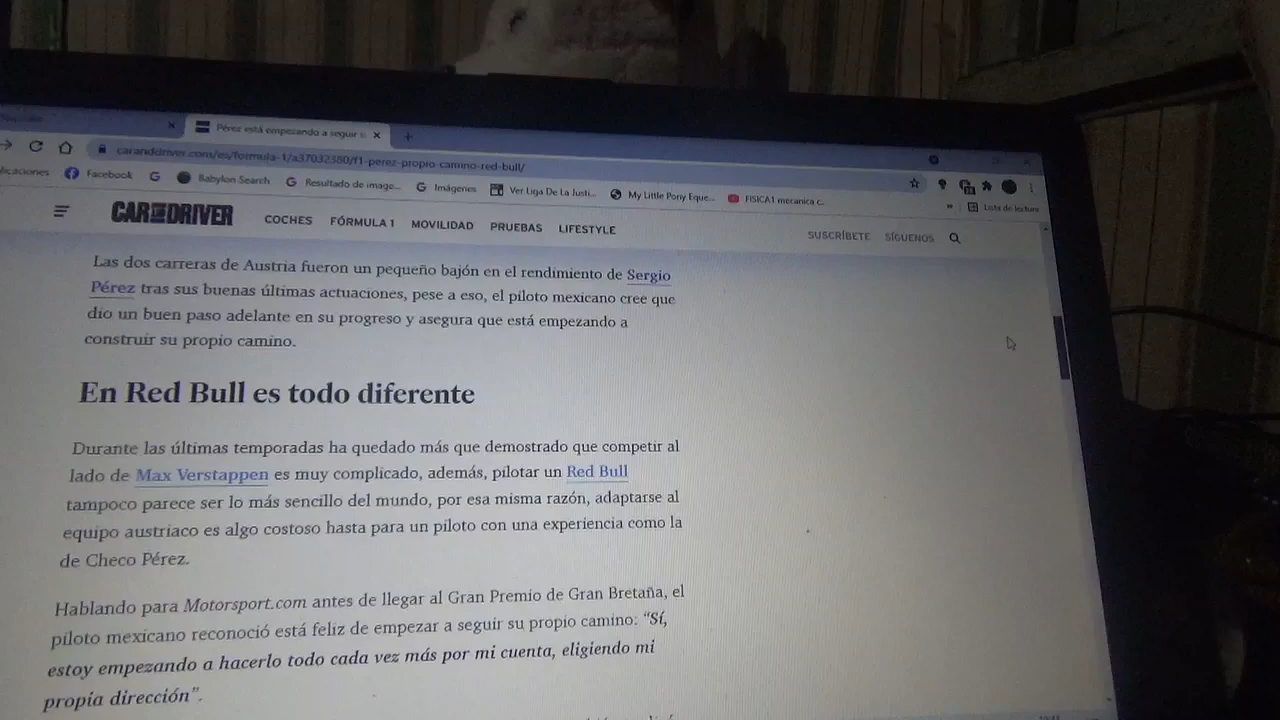 Pérez está empezando a seguir s
caranddriver.com/es/formula-1/a37032380/f1-perez-propio-camino-red-bull/
licaciones Facebook Babylon Search Resultado de image... Imágenes Ver Liga De La Justi... My Little Pony Eque... FISICA1 mecanica c... » Lista de lectura
CAR AND DRIVER COCHES FÓRMULA 1 MOVILIDAD PRUEBAS LIFESTYLE SUSCRÍBETE SÍGUENOS
Las dos carreras de Austria fueron un pequeño bajón en el rendimiento de Sergio
Pérez tras sus buenas últimas actuaciones, pese a eso, el piloto mexicano cree que
dio un buen paso adelante en su progreso y asegura que está empezando a
construir su propio camino.
En Red Bull es todo diferente
Durante las últimas temporadas ha quedado más que demostrado que competir al
lado de Max Verstappen es muy complicado, además, pilotar un Red Bull
tampoco parece ser lo más sencillo del mundo, por esa misma razón, adaptarse al
equipo austriaco es algo costoso hasta para un piloto con una experiencia como la
de Checo Pérez.
Hablando para Motorsport.com antes de llegar al Gran Premio de Gran Bretaña, el
piloto mexicano reconoció está feliz de empezar a seguir su propio camino: “Sí,
estoy empezando a hacerlo todo cada vez más por mi cuenta, eligiendo mi
propia dirección”.